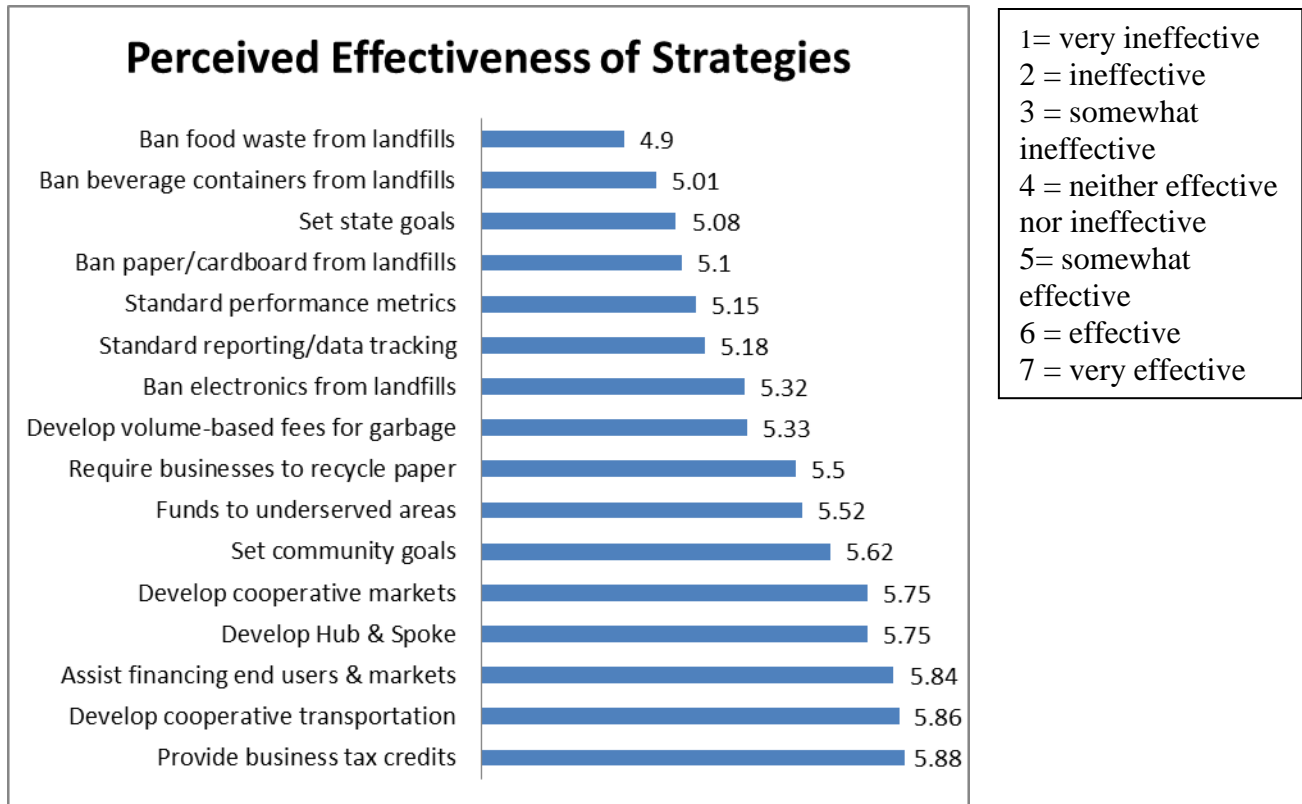 Perceived Effectiveness of Strategies
Ban food waste from landfills 4.9
Ban beverage containers from landfills 5.01
Set state goals 5.08
Ban paper/cardboard from landfills 5.1
Standard performance metrics 5.15
Standard reporting/data tracking 5.18
Ban electronics from landfills 5.32
Develop volume-based fees for garbage 5.33
Require businesses to recycle paper 5.5
Funds to underserved areas 5.52
Set community goals 5.62
Develop cooperative markets 5.75
Develop Hub & Spoke 5.75
Assist financing end users & markets 5.84
Develop cooperative transportation 5.86
Provide business tax credits 5.88
1= very ineffective
2 = ineffective
3 = somewhat
ineffective
4 = neither effective
nor ineffective
5= somewhat
effective
6 = effective
7 = very effective